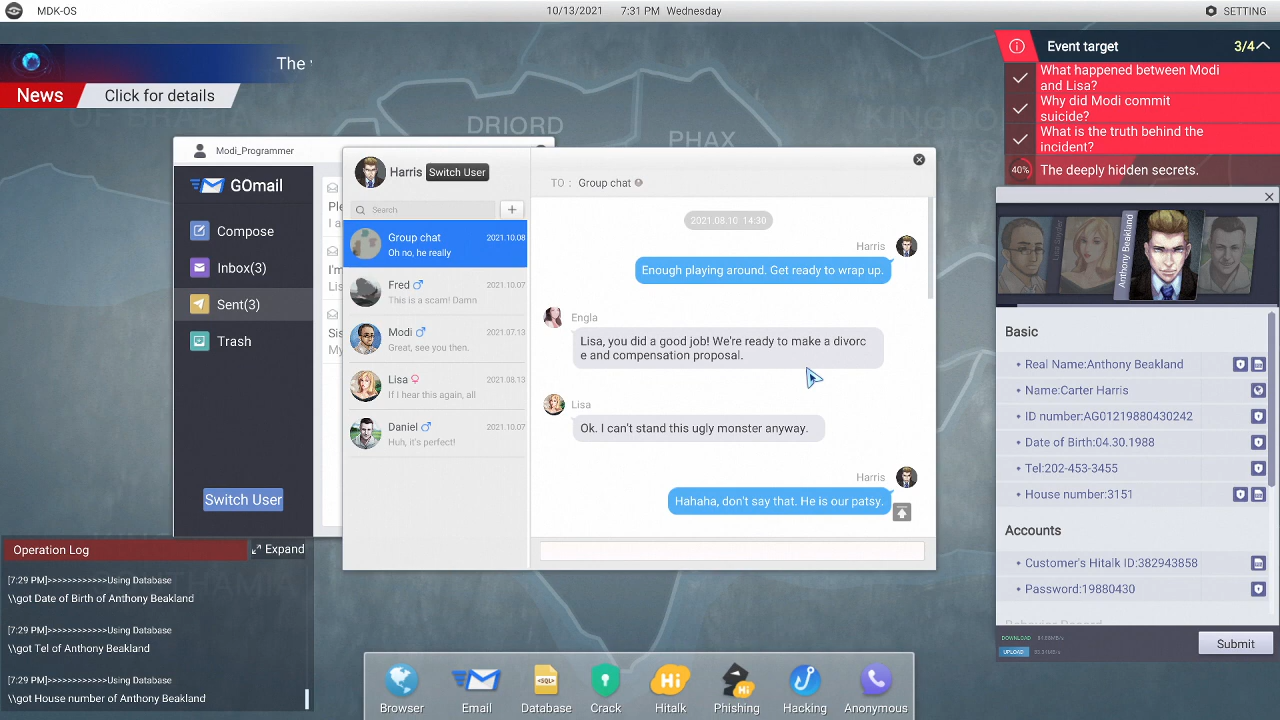 MDK-OS
10/13/2021 7:31 PM Wednesday
SETTING
The
News
Click for details
Event target
3/4
What happened between Modi
and Lisa?
Why did Modi commit
suicide?
What is the truth behind the
incident?
40%
The deeply hidden secrets.
DRIORD
PHAX
Modi_Programmer
GOmail
Compose
Inbox(3)
Sent(3)
Trash
Switch User
Harris
Switch User
Search
Group chat
2021.10.08
Oh no, he really
Fred
2021.10.07
This is a scam! Damn
Modi
2021.07.13
Great, see you then.
Lisa
2021.08.13
If I hear this again, all
Daniel
2021.10.07
Huh, it's perfect!
TO : Group chat
2021.08.10 14:30
Harris
Enough playing around. Get ready to wrap up.
Engla
Lisa, you did a good job! We're ready to make a divorc
e and compensation proposal.
Lisa
Ok. I can't stand this ugly monster anyway.
Harris
Hahaha, don't say that. He is our patsy.
Anthony Beakland
Basic
• Real Name:Anthony Beakland
• Name:Carter Harris
• ID number:AG01219880430242
• Date of Birth:04.30.1988
• Tel:202-453-3455
• House number:3151
Accounts
• Customer's Hitalk ID:382943858
• Password:19880430
DOWNLOAD
UPLOAD
Submit
Operation Log
Expand
[7:29 PM]>>>>>>>>>>>>Using Database
\\got Date of Birth of Anthony Beakland
[7:29 PM]>>>>>>>>>>>>Using Database
\\got Tel of Anthony Beakland
[7:29 PM]>>>>>>>>>>>>Using Database
\\got House number of Anthony Beakland
Browser
Email
<SQL>
Database
Crack
Hi
Hitalk
Hi
Phishing
Hacking
Anonymous